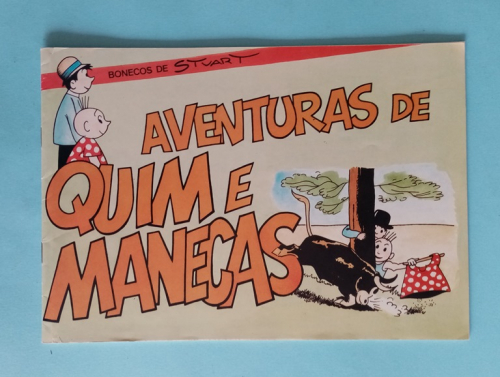 BONECOS DE STUART
AVENTURAS DE
QUIM E
MANECAS